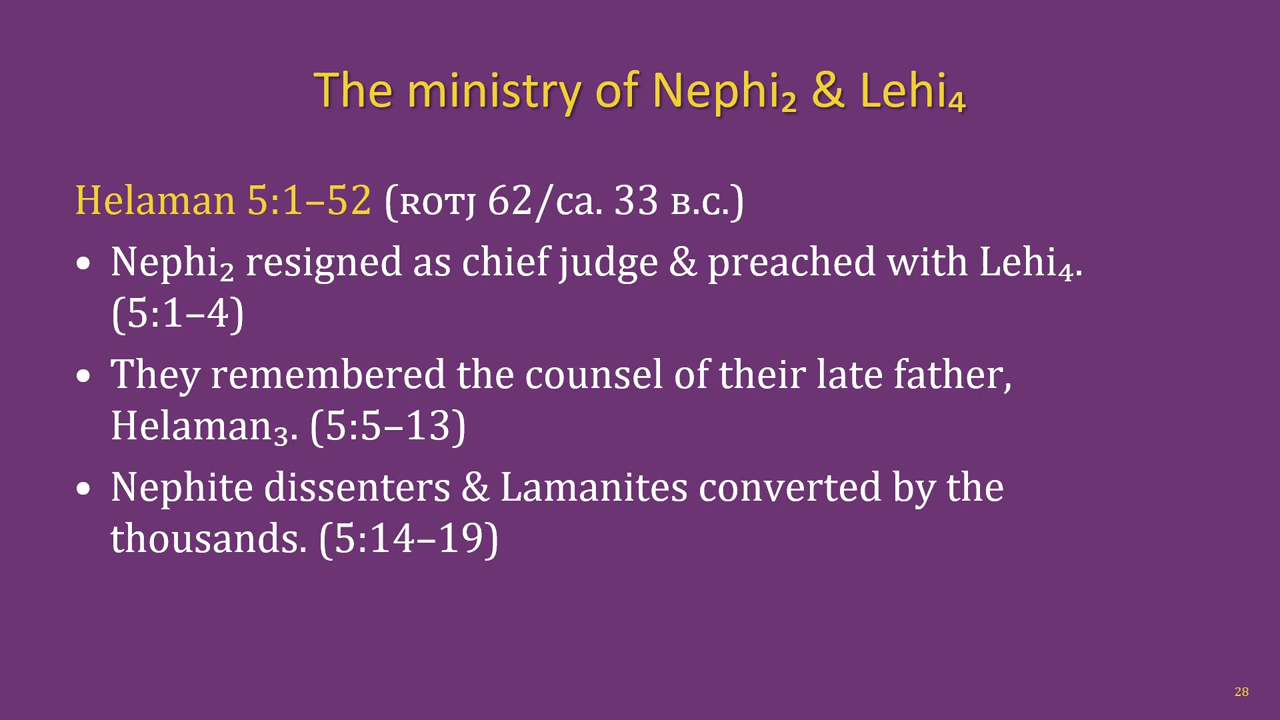 The ministry of Nephi₂ & Lehi₄
Helaman 5:1–52 (ʀᴏᴛᴊ 62/ca. 33 ʙ.ᴄ.)
• Nephi₂ resigned as chief judge & preached with Lehi₄.
(5:1–4)
• They remembered the counsel of their late father,
Helaman₃. (5:5–13)
• Nephite dissenters & Lamanites converted by the
thousands. (5:14–19)
28